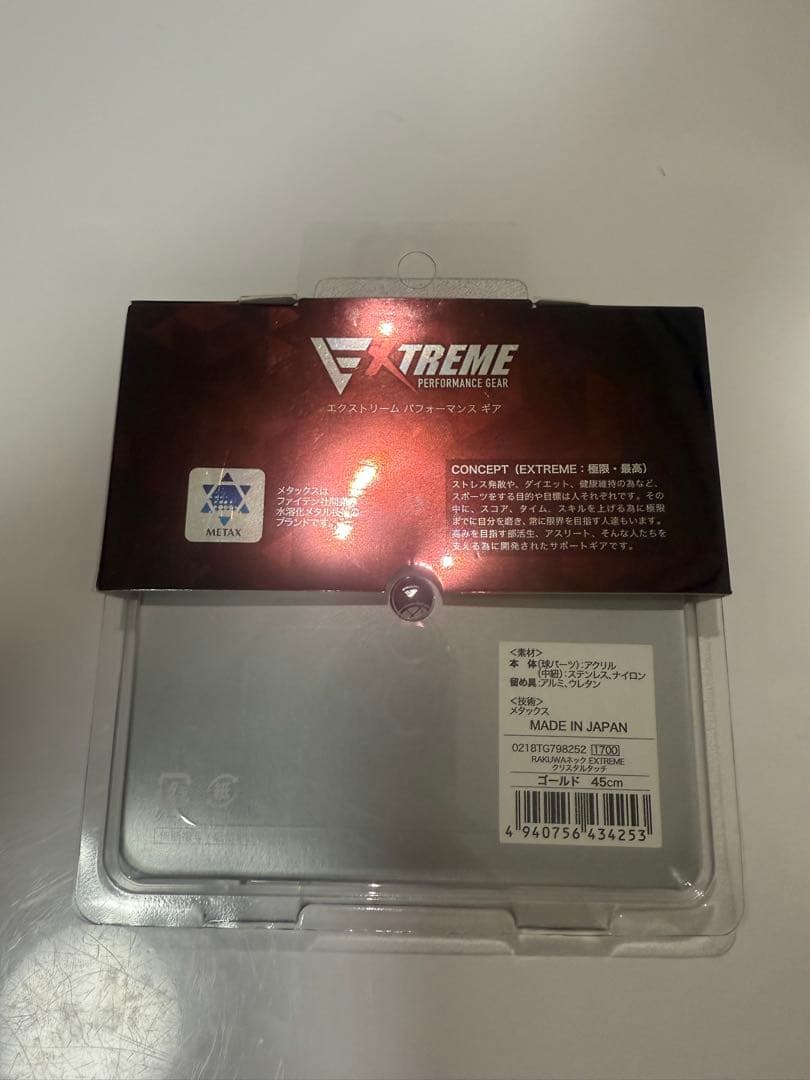 EXTREME
PERFORMANCE GEAR
エクストリーム パフォーマンス ギア
METAX
メタックスは
ファイテン社開発の
水溶化メタル技術の
ブランドです。
CONCEPT（EXTREME：極限・最高）
ストレス発散や、ダイエット、健康維持の為など、
スポーツをする目的や目標は人それぞれです。その
中に、スコア、タイム、スキルを上げる為に極限
までに自分を磨き、常に限界を目指す人達もいます。
高みを目指す部活生、アスリート、そんな人たちを
支える為に開発されたサポートギアです。
＜素材＞
本 体(球パーツ)：アクリル
(中紐)：ステンレス、ナイロン
留め具：アルミ、ウレタン
＜技術＞
メタックス
MADE IN JAPAN
0218TG798252 1700
RAKUWAネック EXTREME
クリスタルタッチ
ゴールド 45cm
4 940756 434253